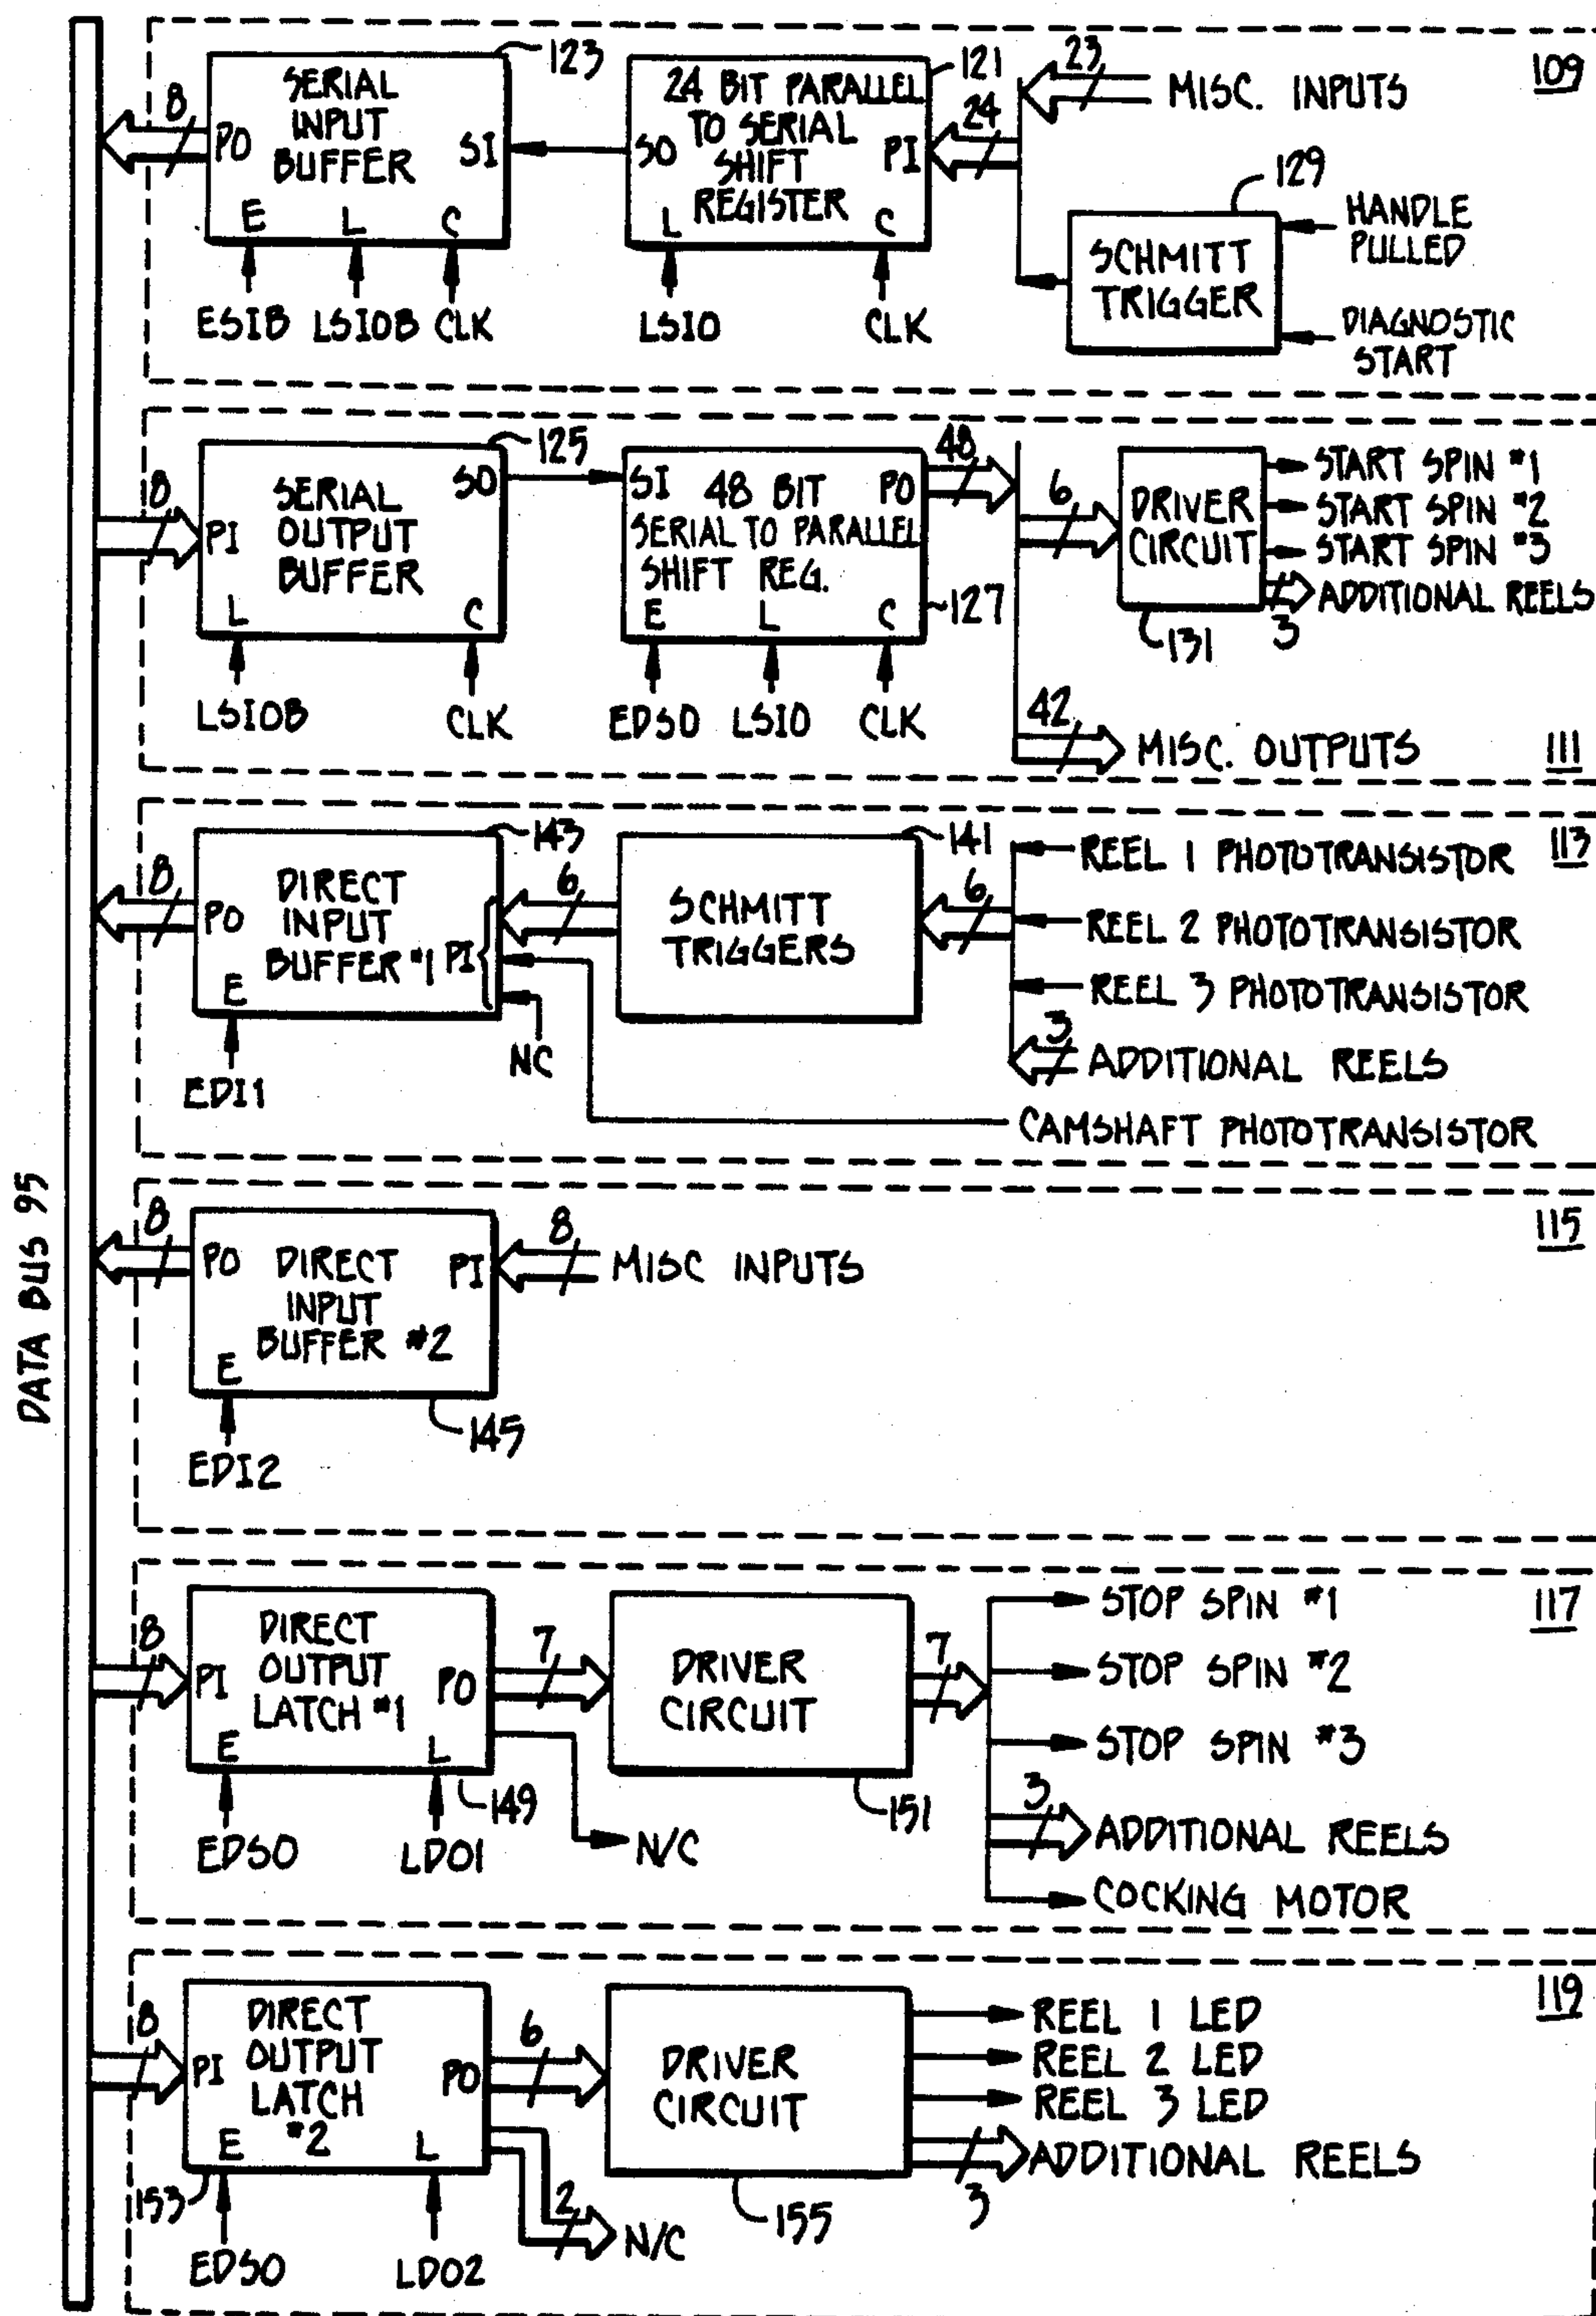 DATA BUS 95
109
123
SERIAL
INPUT
BUFFER
8
PO
SI
E
L
C
ESIB
LSIOB
CLK
121
24 BIT PARALLEL
TO SERIAL
SHIFT
REGISTER
SO
PI
L
C
LSIO
CLK
24
23
MISC. INPUTS
129
SCHMITT
TRIGGER
HANDLE
PULLED
DIAGNOSTIC
START
111
125
SERIAL
OUTPUT
BUFFER
8
PI
SO
L
C
LSIOB
CLK
SI
48 BIT
SERIAL TO PARALLEL
SHIFT REG.
PO
E
L
C
127
EDSO
LSIO
CLK
48
6
DRIVER
CIRCUIT
131
START SPIN #1
START SPIN #2
START SPIN #3
ADDITIONAL REELS
3
42
MISC. OUTPUTS
113
143
DIRECT
INPUT
BUFFER #1
8
PO
PI
E
EDI1
6
NC
141
SCHMITT
TRIGGERS
6
REEL 1 PHOTOTRANSISTOR
REEL 2 PHOTOTRANSISTOR
REEL 3 PHOTOTRANSISTOR
3
ADDITIONAL REELS
CAMSHAFT PHOTOTRANSISTOR
115
8
PO
DIRECT
INPUT
BUFFER #2
PI
E
145
EDI2
8
MISC INPUTS
117
8
PI
DIRECT
OUTPUT
LATCH #1
PO
E
L
149
EDSO
LDO1
7
N/C
DRIVER
CIRCUIT
151
7
STOP SPIN #1
STOP SPIN #2
STOP SPIN #3
3
ADDITIONAL REELS
COCKING MOTOR
119
8
PI
DIRECT
OUTPUT
LATCH
#2
PO
E
L
153
EDSO
LDO2
6
2
N/C
DRIVER
CIRCUIT
155
REEL 1 LED
REEL 2 LED
REEL 3 LED
ADDITIONAL REELS
3